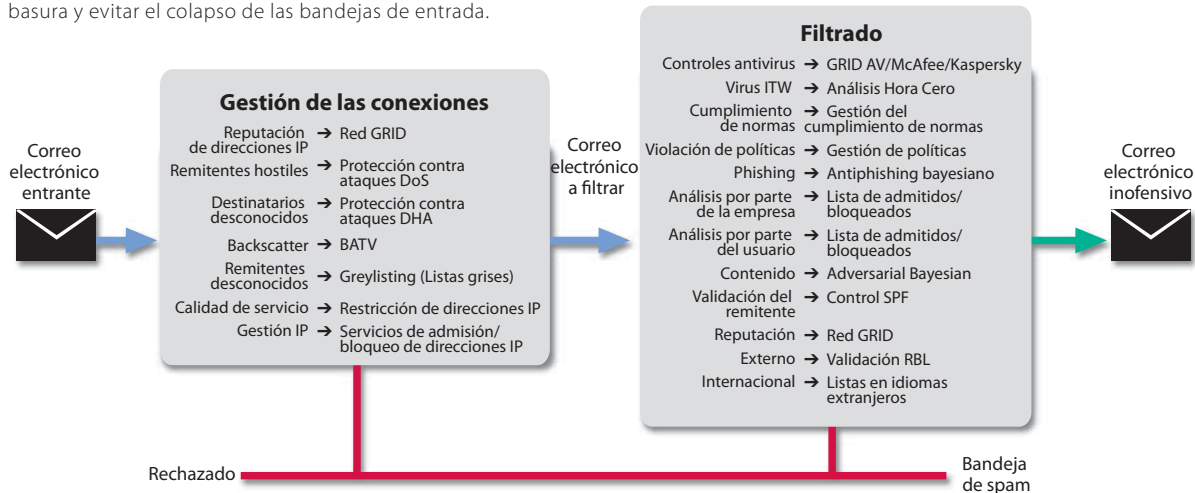 basura y evitar el colapso de las bandejas de entrada.
Correo
electrónico
entrante
Gestión de las conexiones
Reputación
de direcciones IP ➔ Red GRID
Remitentes hostiles ➔ Protección contra
ataques DoS
Destinatarios
desconocidos ➔ Protección contra
ataques DHA
Backscatter ➔ BATV
Remitentes
desconocidos ➔ Greylisting (Listas grises)
Calidad de servicio ➔ Restricción de direcciones IP
Gestión IP ➔ Servicios de admisión/
bloqueo de direcciones IP
Correo
electrónico
a filtrar
Filtrado
Controles antivirus ➔ GRID AV/McAfee/Kaspersky
Virus ITW ➔ Análisis Hora Cero
Cumplimiento ➔ Gestión del
de normas cumplimiento de normas
Violación de políticas ➔ Gestión de políticas
Phishing ➔ Antiphishing bayesiano
Análisis por parte ➔ Lista de admitidos/
de la empresa bloqueados
Análisis por parte ➔ Lista de admitidos/
del usuario bloqueados
Contenido ➔ Adversarial Bayesian
Validación del ➔ Control SPF
remitente
Reputación ➔ Red GRID
Externo ➔ Validación RBL
Internacional ➔ Listas en idiomas
extranjeros
Correo
electrónico
inofensivo
Rechazado
Bandeja
de spam